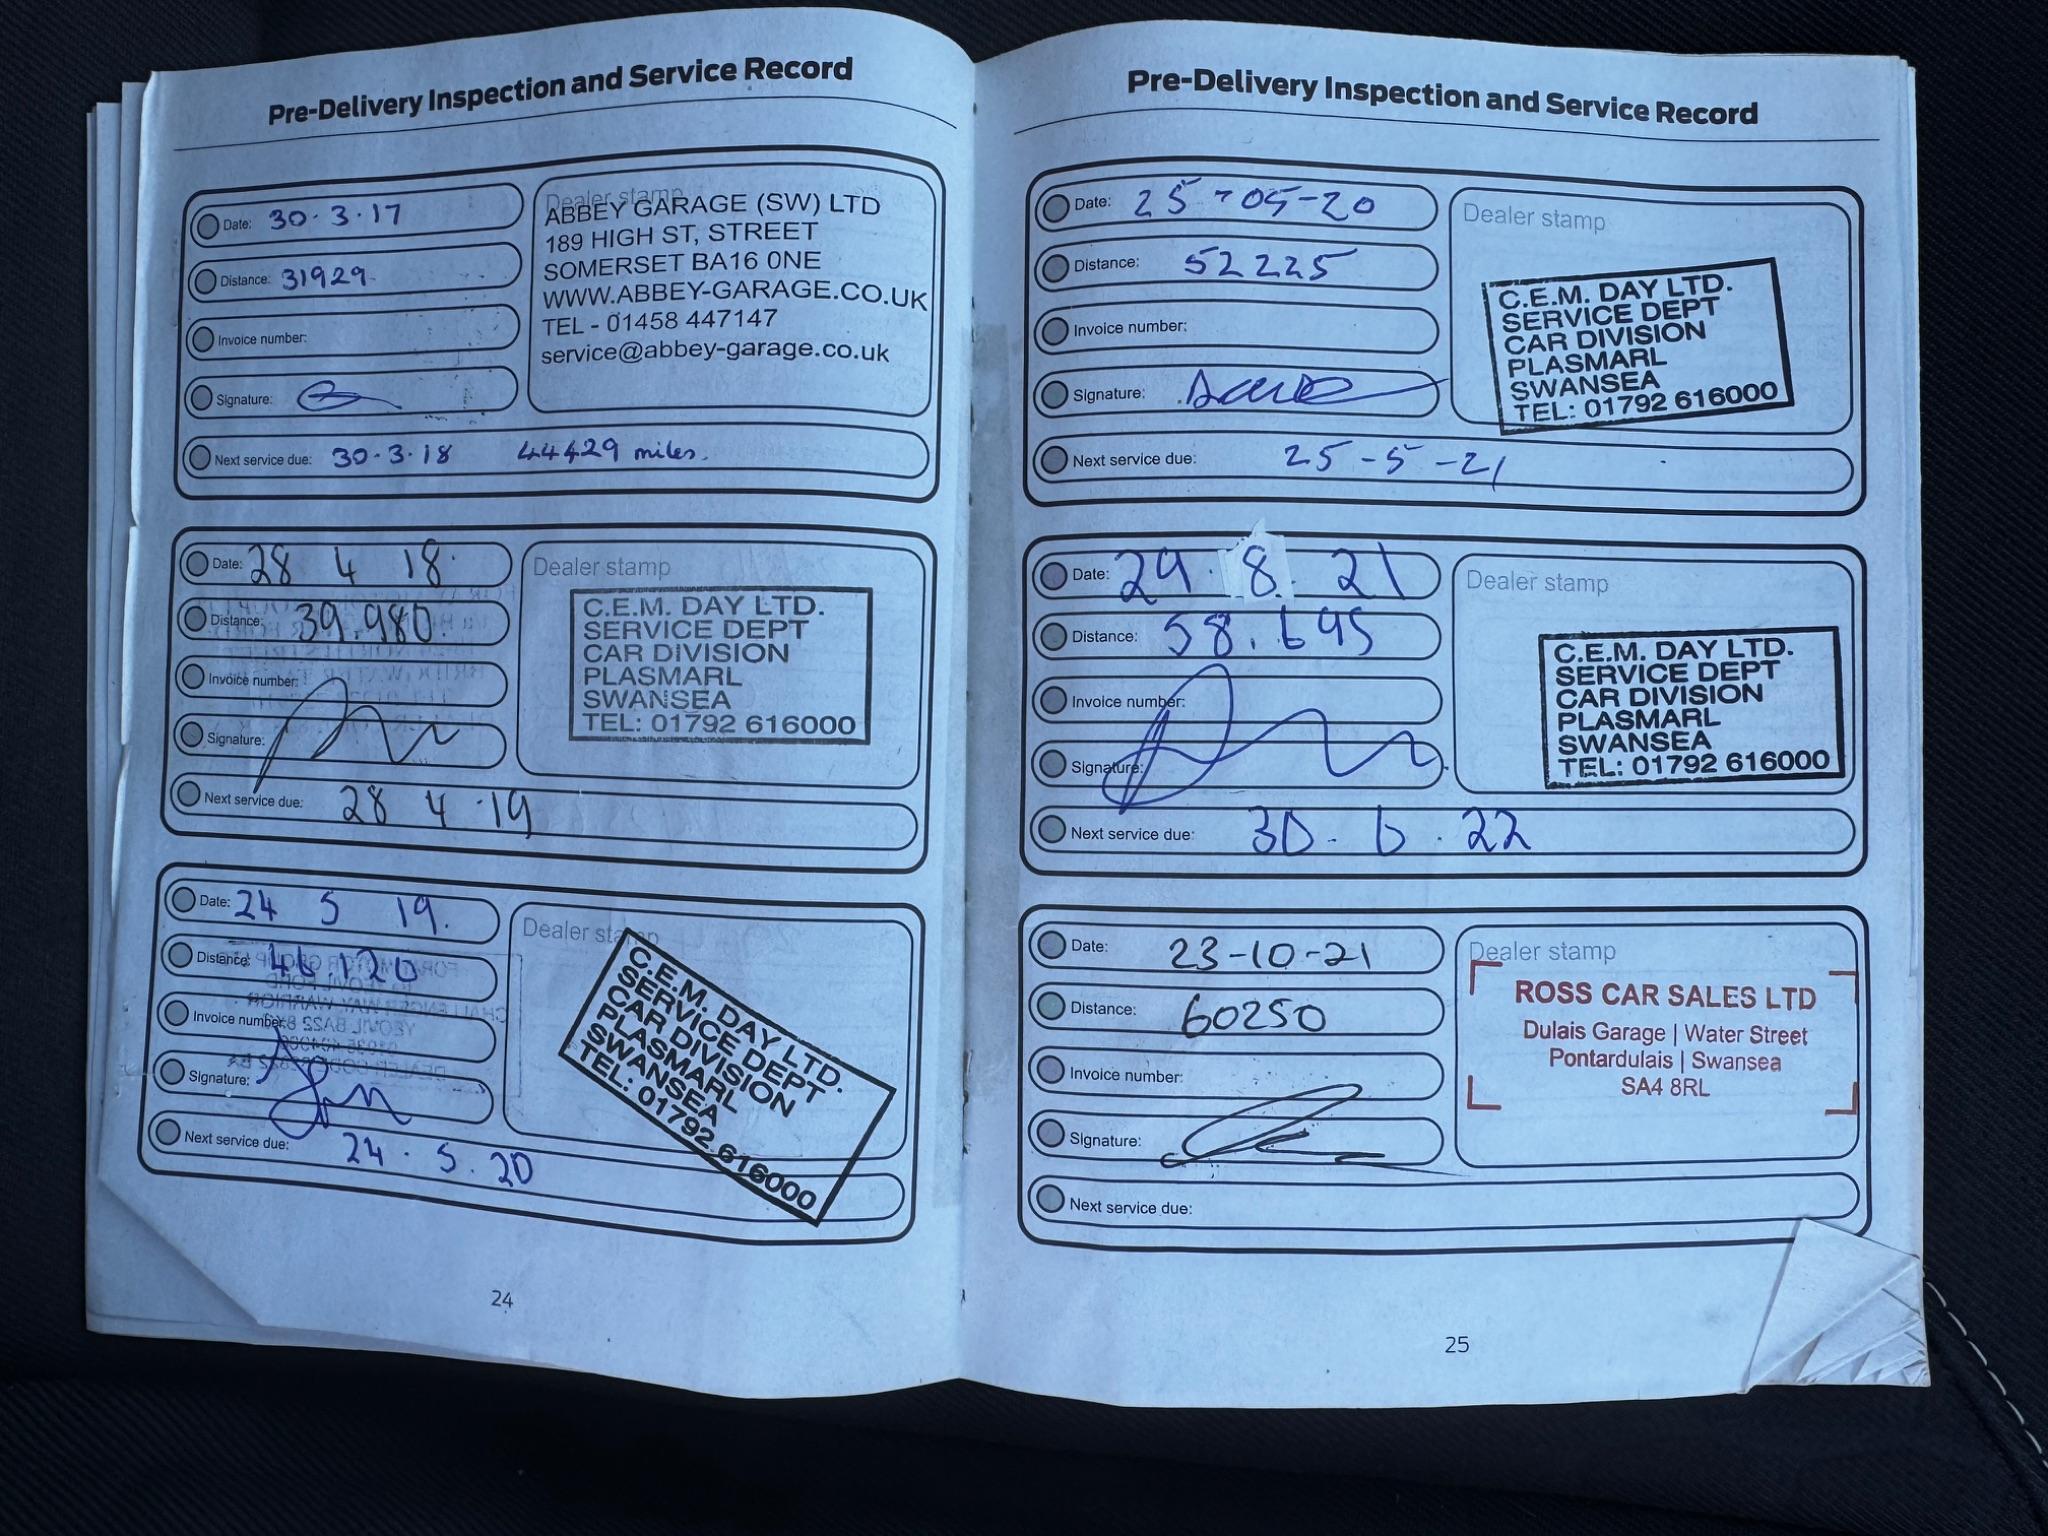 Pre-Delivery Inspection and Service Record
Date: 30.3.17
Distance: 31929
Invoice number:
Signature:
Next service due: 30.3.18 44429 miles.
Dealer stamp
ABBEY GARAGE (SW) LTD
189 HIGH ST, STREET
SOMERSET BA16 0NE
WWW.ABBEY-GARAGE.CO.UK
TEL - 01458 447147
service@abbey-garage.co.uk
Date: 28 4 18.
Distance: 39.980.
Invoice number:
Signature:
Next service due: 28 4 .19
Dealer stamp
C.E.M. DAY LTD.
SERVICE DEPT
CAR DIVISION
PLASMARL
SWANSEA
TEL: 01792 616000
Date: 24 5 19.
Distance: 46120
Invoice number:
Signature:
Next service due: 24.5.20
Dealer stamp
C.E.M. DAY LTD.
SERVICE DEPT
CAR DIVISION
PLASMARL
SWANSEA
TEL: 01792 616000
24
Pre-Delivery Inspection and Service Record
Date: 25-05-20
Distance: 52225
Invoice number:
Signature:
Next service due: 25-5-21
Dealer stamp
C.E.M. DAY LTD.
SERVICE DEPT
CAR DIVISION
PLASMARL
SWANSEA
TEL: 01792 616000
Date: 29.8.21
Distance: 58.695
Invoice number:
Signature:
Next service due: 30.6.22
Dealer stamp
C.E.M. DAY LTD.
SERVICE DEPT
CAR DIVISION
PLASMARL
SWANSEA
TEL: 01792 616000
Date: 23-10-21
Distance: 60250
Invoice number:
Signature:
Next service due:
Dealer stamp
ROSS CAR SALES LTD
Dulais Garage | Water Street
Pontardulais | Swansea
SA4 8RL
25